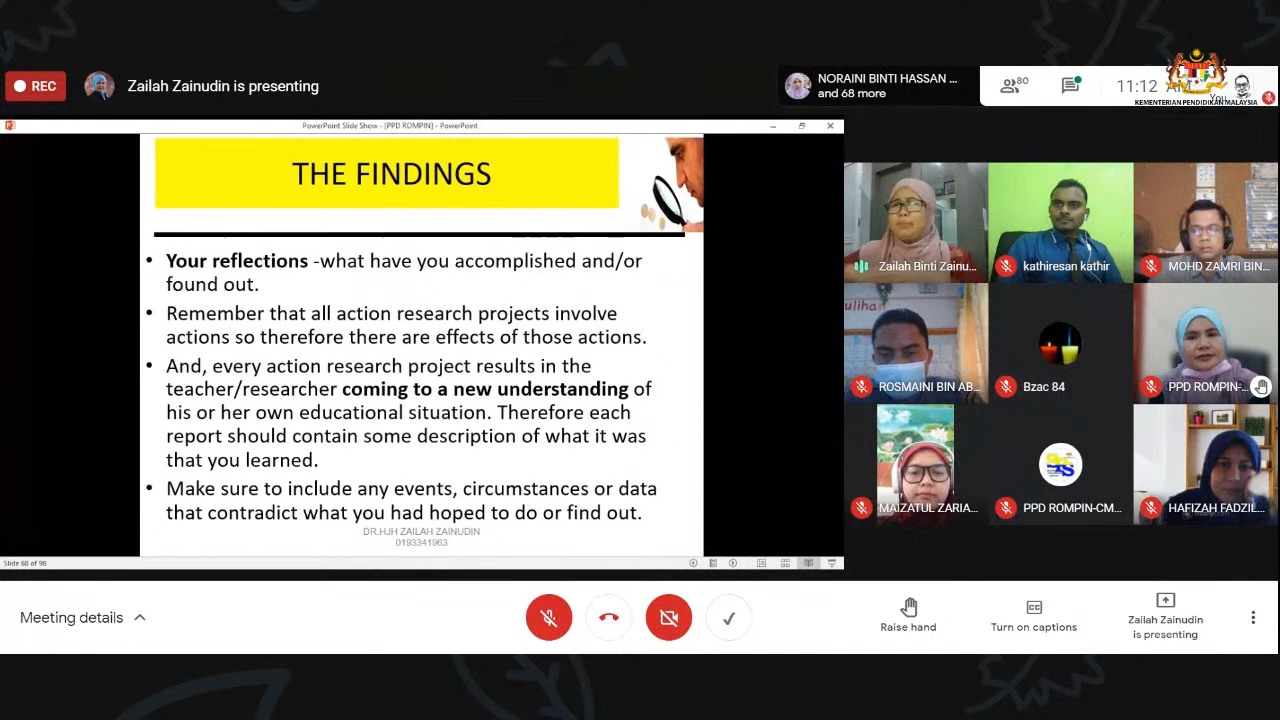 REC
Zailah Zainudin is presenting
NORAINI BINTI HASSAN ...
and 68 more
80
11:12
You
KEMENTERIAN PENDIDIKAN MALAYSIA
PowerPoint Slide Show - [PPD ROMPIN] - PowerPoint
THE FINDINGS
• Your reflections -what have you accomplished and/or
found out.
• Remember that all action research projects involve
actions so therefore there are effects of those actions.
• And, every action research project results in the
teacher/researcher coming to a new understanding of
his or her own educational situation. Therefore each
report should contain some description of what it was
that you learned.
• Make sure to include any events, circumstances or data
that contradict what you had hoped to do or find out.
DR.HJH ZAILAH ZAINUDIN
0193341963
Slide 68 of 98
Zailah Binti Zainu...
kathiresan kathir
MOHD ZAMRI BIN...
ulihan
ROSMAINI BIN AB...
Bzac 84
PPD ROMPIN-...
MAIZATUL ZARIA...
PPD ROMPIN-CM...
HAFIZAH FADZIL...
Meeting details
Raise hand
CC
Turn on captions
Zailah Zainudin
is presenting